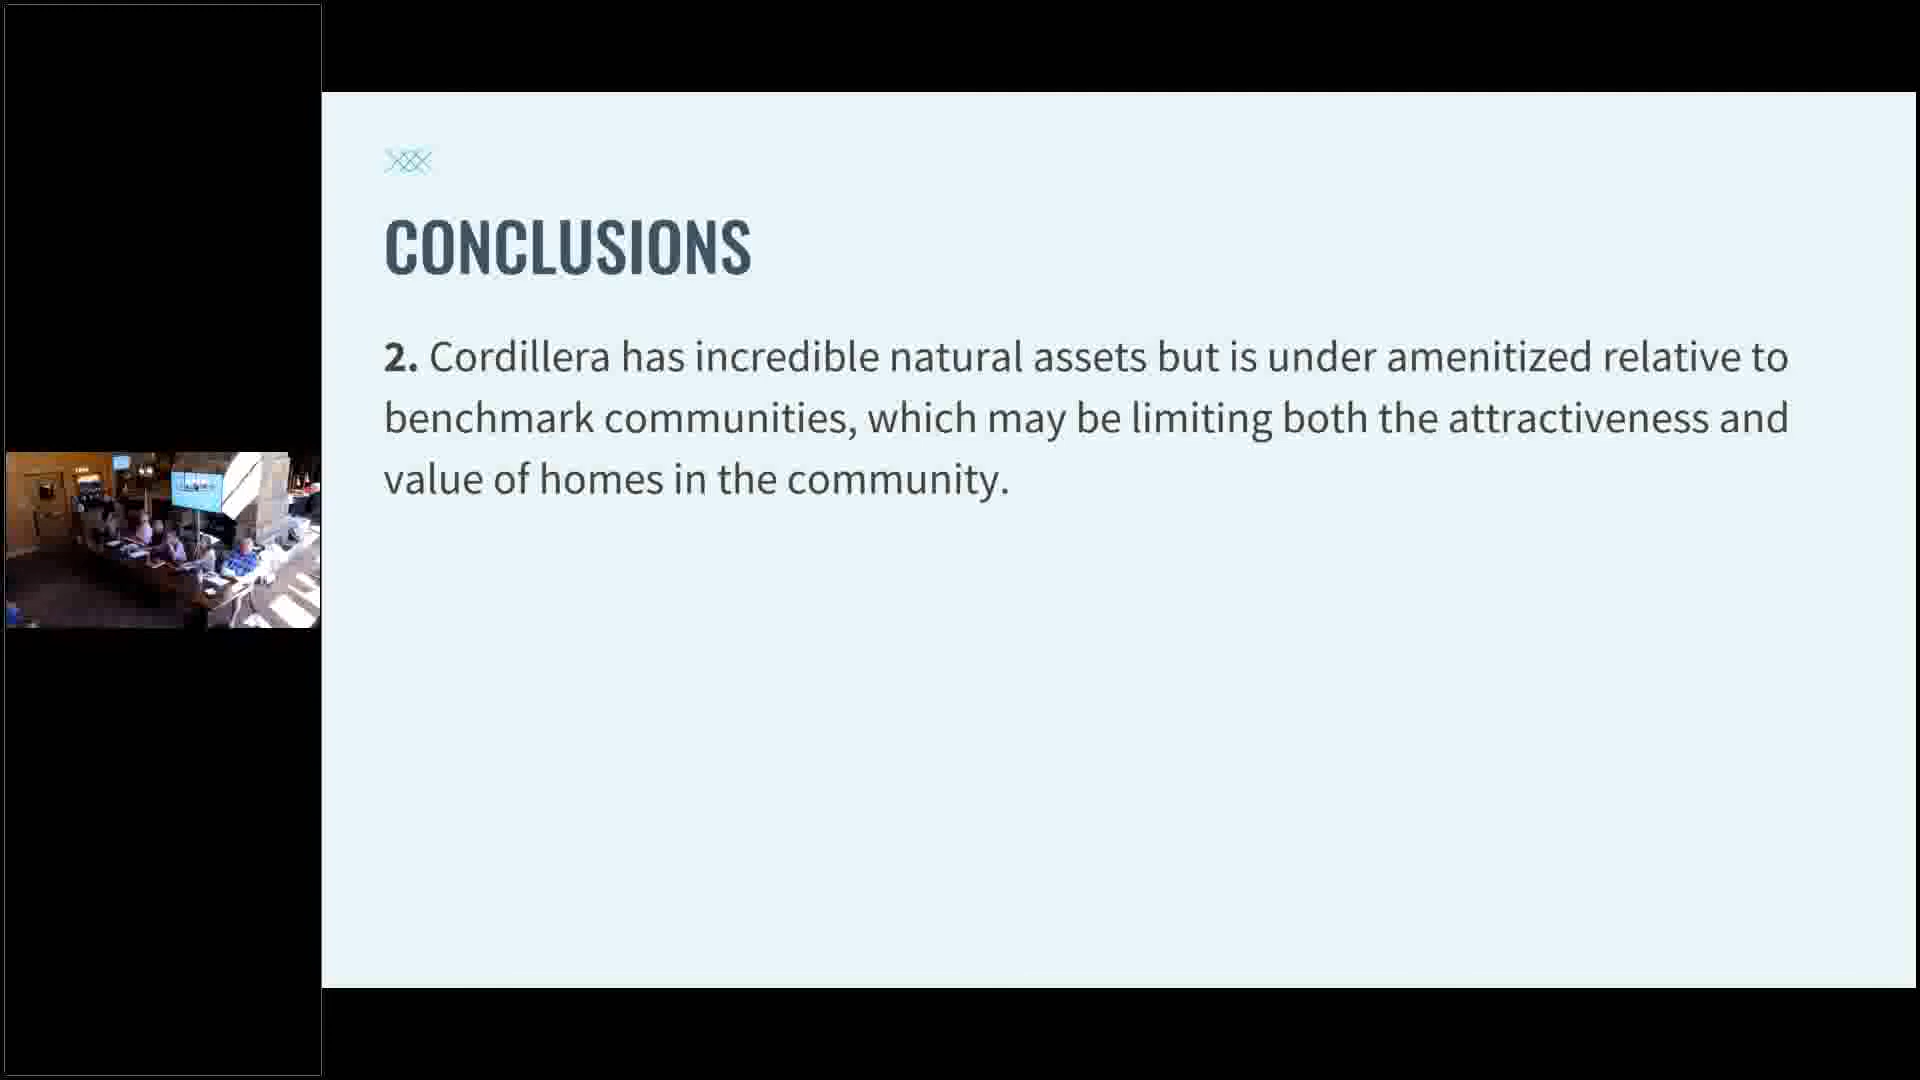 CONCLUSIONS
2. Cordillera has incredible natural assets but is under amenitized relative to
benchmark communities, which may be limiting both the attractiveness and
value of homes in the community.